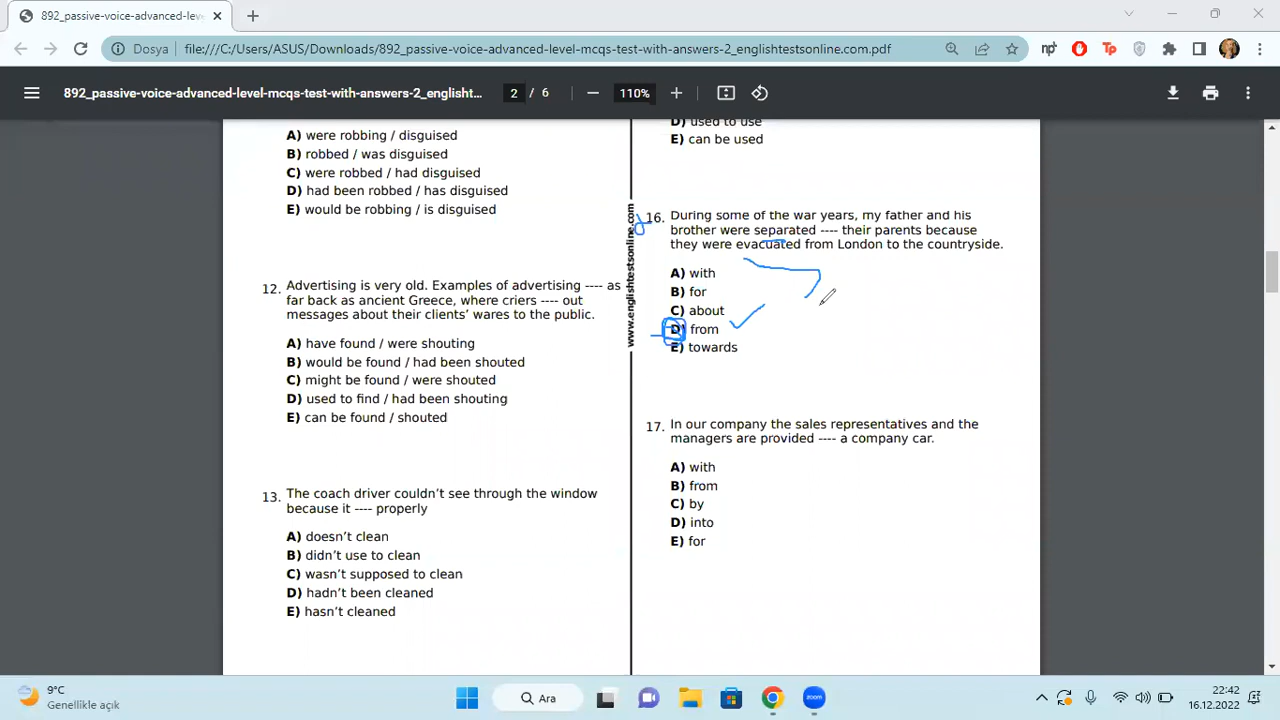 892_passive-voice-advanced-lev
Dosya
file:///C:/Users/ASUS/Downloads/892_passive-voice-advanced-level-mcqs-test-with-answers-2_englishtestsonline.com.pdf
892_passive-voice-advanced-level-mcqs-test-with-answers-2_englisht...
2 / 6
110%
A) were robbing / disguised
B) robbed / was disguised
C) were robbed / had disguised
D) had been robbed / has disguised
E) would be robbing / is disguised
12. Advertising is very old. Examples of advertising ---- as
far back as ancient Greece, where criers ---- out
messages about their clients’ wares to the public.
A) have found / were shouting
B) would be found / had been shouted
C) might be found / were shouted
D) used to find / had been shouting
E) can be found / shouted
13. The coach driver couldn’t see through the window
because it ---- properly
A) doesn’t clean
B) didn’t use to clean
C) wasn’t supposed to clean
D) hadn’t been cleaned
E) hasn’t cleaned
www.englishtestsonline.com
D) used to use
E) can be used
16. During some of the war years, my father and his
brother were separated ---- their parents because
they were evacuated from London to the countryside.
A) with
B) for
C) about
D) from
E) towards
17. In our company the sales representatives and the
managers are provided ---- a company car.
A) with
B) from
C) by
D) into
E) for
9°C
Genellikle açık
Ara
zoom
22:42
16.12.2022